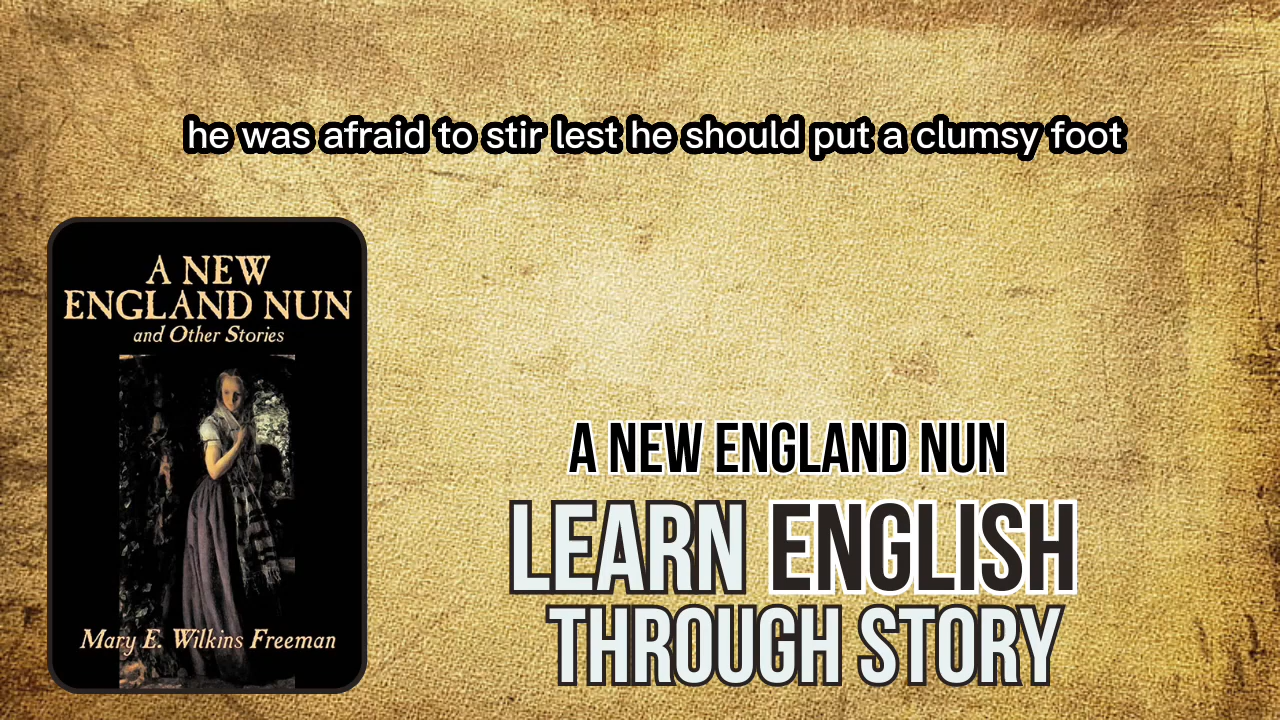 he was afraid to stir lest he should put a clumsy foot
A NEW
ENGLAND NUN
and Other Stories
Mary E. Wilkins Freeman
A NEW ENGLAND NUN
LEARN ENGLISH
THROUGH STORY